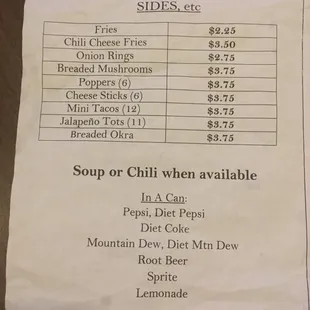 SIDES, etc
Fries $2.25
Chili Cheese Fries $3.50
Onion Rings $2.75
Breaded Mushrooms $3.75
Poppers (6) $3.75
Cheese Sticks (6) $3.75
Mini Tacos (12) $3.75
Jalapeño Tots (11) $3.75
Breaded Okra $3.75
Soup or Chili when available
In A Can:
Pepsi, Diet Pepsi
Diet Coke
Mountain Dew, Diet Mtn Dew
Root Beer
Sprite
Lemonade